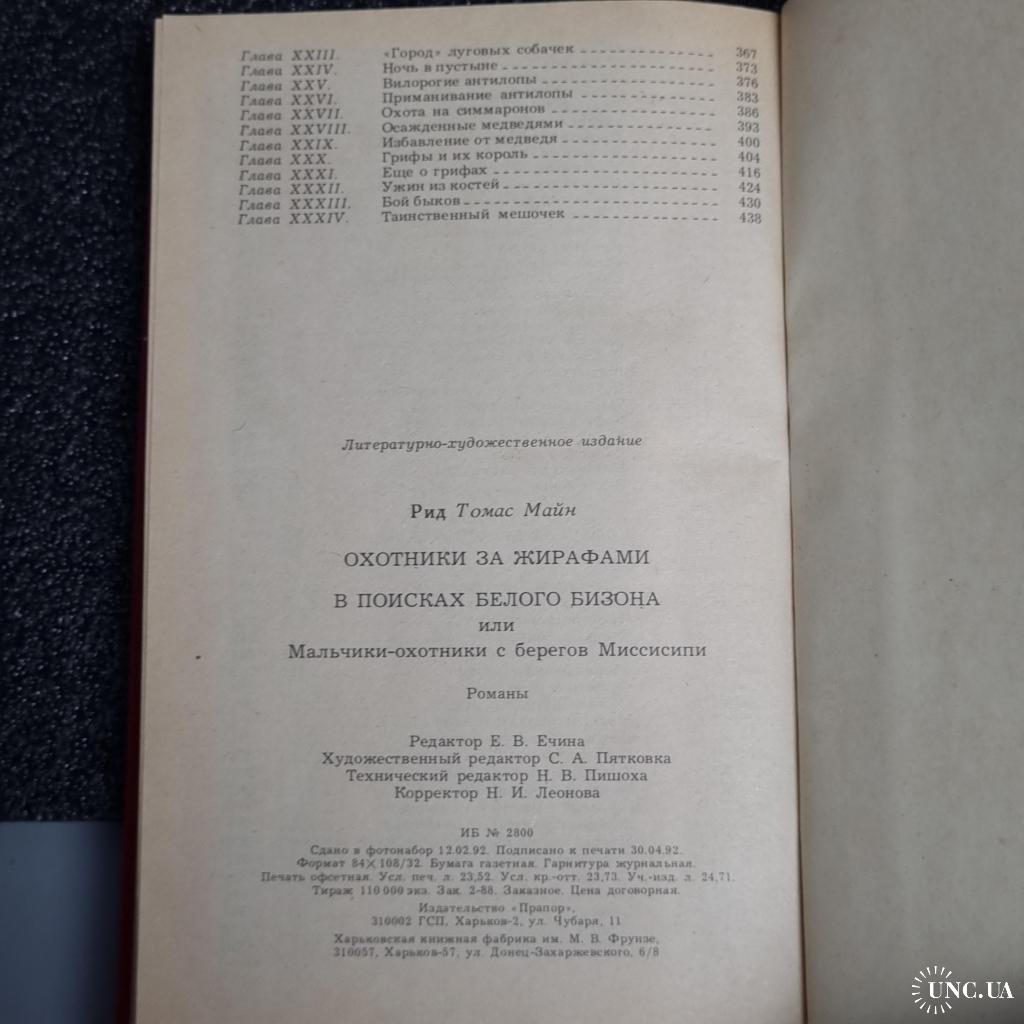 Глава XXIII. «Город» луговых собачек 367
Глава XXIV. Ночь в пустыне 373
Глава XXV. Вилорогие антилопы 376
Глава XXVI. Приманивание антилопы 383
Глава XXVII. Охота на симмаронов 386
Глава XXVIII. Осажденные медведями 393
Глава XXIX. Избавление от медведя 400
Глава XXX. Грифы и их король 404
Глава XXXI. Еще о грифах 416
Глава XXXII. Ужин из костей 424
Глава XXXIII. Бой быков 430
Глава XXXIV. Таинственный мешочек 438
Литературно-художественное издание
Рид Томас Майн
ОХОТНИКИ ЗА ЖИРАФАМИ
В ПОИСКАХ БЕЛОГО БИЗОНА
или
Мальчики-охотники с берегов Миссисипи
Романы
Редактор Е. В. Ечина
Художественный редактор С. А. Пятковка
Технический редактор Н. В. Пишоха
Корректор Н. И. Леонова
ИБ № 2800
Сдано в фотонабор 12.02.92. Подписано к печати 30.04.92.
Формат 84×108/32. Бумага газетная. Гарнитура журнальная.
Печать офсетная. Усл. печ. л. 23,52. Усл. кр.-отт. 23,73. Уч.-изд. л. 24,71.
Тираж 110 000 экз. Зак. 2-88. Заказное. Цена договорная.
Издательство «Прапор»,
310002 ГСП, Харьков-2, ул. Чубаря, 11
Харьковская книжная фабрика им. М. В. Фрунзе,
310057, Харьков-57, ул. Донец-Захаржевского, 6/8
UNC.UA